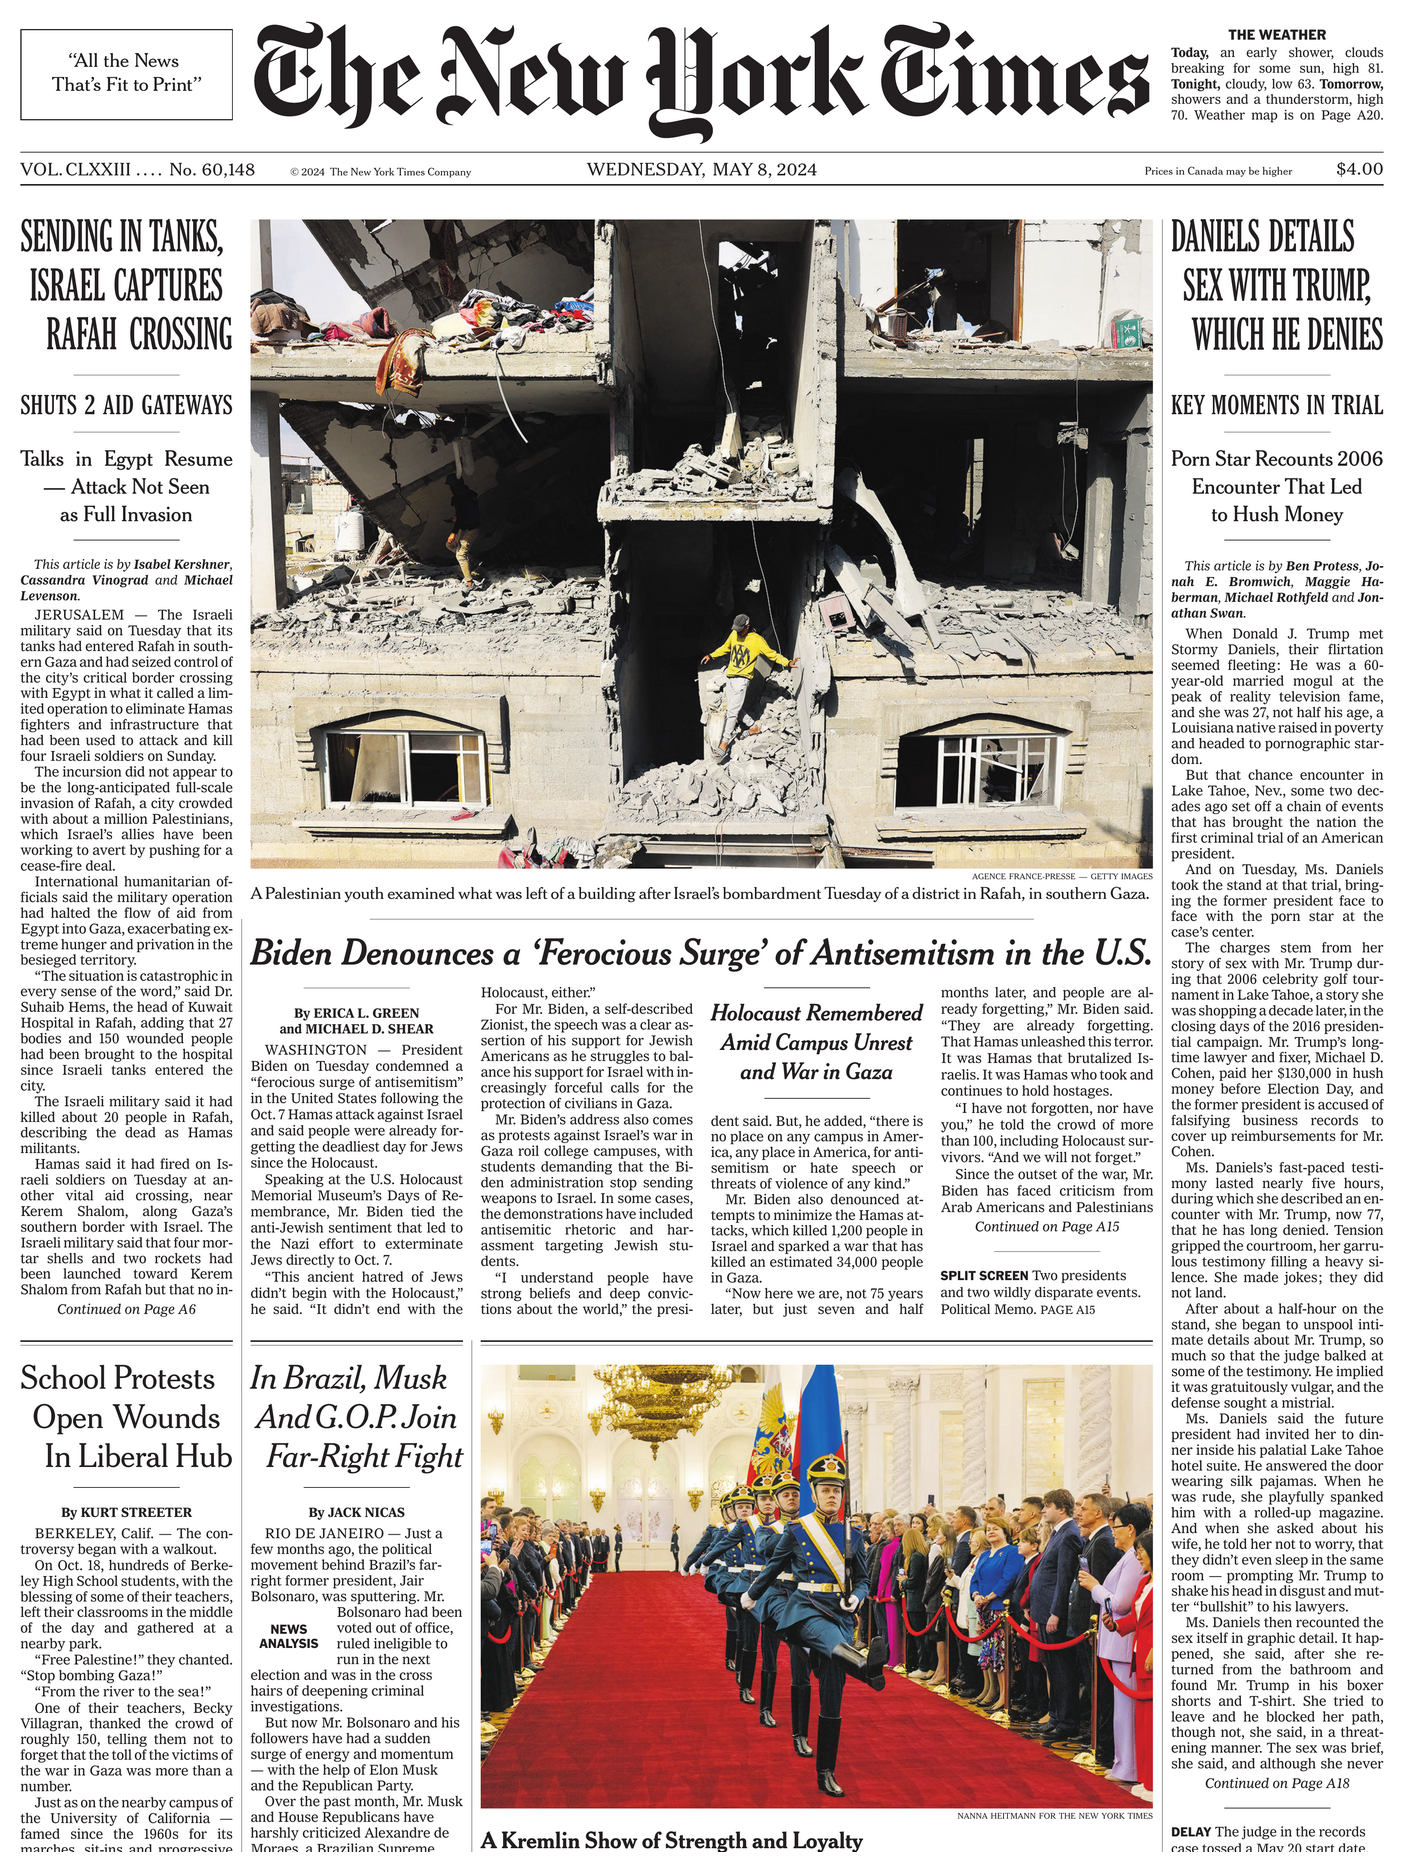 “All the News
That’s Fit to Print”
The New York Times
THE WEATHER
Today, an early shower, clouds
breaking for some sun, high 81.
Tonight, cloudy, low 63. Tomorrow,
showers and a thunderstorm, high
70. Weather map is on Page A20.
VOL. CLXXIII .... No. 60,148
© 2024 The New York Times Company
WEDNESDAY, MAY 8, 2024
Prices in Canada may be higher
$4.00
SENDING IN TANKS,
ISRAEL CAPTURES
RAFAH CROSSING
SHUTS 2 AID GATEWAYS
Talks in Egypt Resume
— Attack Not Seen
as Full Invasion
This article is by Isabel Kershner,
Cassandra Vinograd and Michael
Levenson.
JERUSALEM — The Israeli
military said on Tuesday that its
tanks had entered Rafah in south-
ern Gaza and had seized control of
the city’s critical border crossing
with Egypt in what it called a lim-
ited operation to eliminate Hamas
fighters and infrastructure that
had been used to attack and kill
four Israeli soldiers on Sunday.
The incursion did not appear to
be the long-anticipated full-scale
invasion of Rafah, a city crowded
with about a million Palestinians,
which Israel’s allies have been
working to avert by pushing for a
cease-fire deal.
International humanitarian of-
ficials said the military operation
had halted the flow of aid from
Egypt into Gaza, exacerbating ex-
treme hunger and privation in the
besieged territory.
“The situation is catastrophic in
every sense of the word,” said Dr.
Suhaib Hems, the head of Kuwait
Hospital in Rafah, adding that 27
bodies and 150 wounded people
had been brought to the hospital
since Israeli tanks entered the
city.
The Israeli military said it had
killed about 20 people in Rafah,
describing the dead as Hamas
militants.
Hamas said it had fired on Is-
raeli soldiers on Tuesday at an-
other vital aid crossing, near
Kerem Shalom, along Gaza’s
southern border with Israel. The
Israeli military said that four mor-
tar shells and two rockets had
been launched toward Kerem
Shalom from Rafah but that no in-
Continued on Page A6
AGENCE FRANCE-PRESSE — GETTY IMAGES
A Palestinian youth examined what was left of a building after Israel’s bombardment Tuesday of a district in Rafah, in southern Gaza.
Biden Denounces a ‘Ferocious Surge’ of Antisemitism in the U.S.
By ERICA L. GREEN
and MICHAEL D. SHEAR
WASHINGTON — President
Biden on Tuesday condemned a
“ferocious surge of antisemitism”
in the United States following the
Oct. 7 Hamas attack against Israel
and said people were already for-
getting the deadliest day for Jews
since the Holocaust.
Speaking at the U.S. Holocaust
Memorial Museum’s Days of Re-
membrance, Mr. Biden tied the
anti-Jewish sentiment that led to
the Nazi effort to exterminate
Jews directly to Oct. 7.
“This ancient hatred of Jews
didn’t begin with the Holocaust,”
he said. “It didn’t end with the
Holocaust, either.”
For Mr. Biden, a self-described
Zionist, the speech was a clear as-
sertion of his support for Jewish
Americans as he struggles to bal-
ance his support for Israel with in-
creasingly forceful calls for the
protection of civilians in Gaza.
Mr. Biden’s address also comes
as protests against Israel’s war in
Gaza roil college campuses, with
students demanding that the Bi-
den administration stop sending
weapons to Israel. In some cases,
the demonstrations have included
antisemitic rhetoric and har-
assment targeting Jewish stu-
dents.
“I understand people have
strong beliefs and deep convic-
tions about the world,” the presi-
Holocaust Remembered
Amid Campus Unrest
and War in Gaza
dent said. But, he added, “there is
no place on any campus in Amer-
ica, any place in America, for anti-
semitism or hate speech or
threats of violence of any kind.”
Mr. Biden also denounced at-
tempts to minimize the Hamas at-
tacks, which killed 1,200 people in
Israel and sparked a war that has
killed an estimated 34,000 people
in Gaza.
“Now here we are, not 75 years
later, but just seven and half
months later, and people are al-
ready forgetting,” Mr. Biden said.
“They are already forgetting.
That Hamas unleashed this terror.
It was Hamas that brutalized Is-
raelis. It was Hamas who took and
continues to hold hostages.
“I have not forgotten, nor have
you,” he told the crowd of more
than 100, including Holocaust sur-
vivors. “And we will not forget.”
Since the outset of the war, Mr.
Biden has faced criticism from
Arab Americans and Palestinians
Continued on Page A15
SPLIT SCREEN Two presidents
and two wildly disparate events.
Political Memo. PAGE A15
DANIELS DETAILS
SEX WITH TRUMP,
WHICH HE DENIES
KEY MOMENTS IN TRIAL
Porn Star Recounts 2006
Encounter That Led
to Hush Money
This article is by Ben Protess, Jo-
nah E. Bromwich, Maggie Ha-
berman, Michael Rothfeld and Jon-
athan Swan.
When Donald J. Trump met
Stormy Daniels, their flirtation
seemed fleeting: He was a 60-
year-old married mogul at the
peak of reality television fame,
and she was 27, not half his age, a
Louisiana native raised in poverty
and headed to pornographic star-
dom.
But that chance encounter in
Lake Tahoe, Nev., some two dec-
ades ago set off a chain of events
that has brought the nation the
first criminal trial of an American
president.
And on Tuesday, Ms. Daniels
took the stand at that trial, bring-
ing the former president face to
face with the porn star at the
case’s center.
The charges stem from her
story of sex with Mr. Trump dur-
ing that 2006 celebrity golf tour-
nament in Lake Tahoe, a story she
was shopping a decade later, in the
closing days of the 2016 presiden-
tial campaign. Mr. Trump’s long-
time lawyer and fixer, Michael D.
Cohen, paid her $130,000 in hush
money before Election Day, and
the former president is accused of
falsifying business records to
cover up reimbursements for Mr.
Cohen.
Ms. Daniels’s fast-paced testi-
mony lasted nearly five hours,
during which she described an en-
counter with Mr. Trump, now 77,
that he has long denied. Tension
gripped the courtroom, her garru-
lous testimony filling a heavy si-
lence. She made jokes; they did
not land.
After about a half-hour on the
stand, she began to unspool inti-
mate details about Mr. Trump, so
much so that the judge balked at
some of the testimony. He implied
it was gratuitously vulgar, and the
defense sought a mistrial.
Ms. Daniels said the future
president had invited her to din-
ner inside his palatial Lake Tahoe
hotel suite. He answered the door
wearing silk pajamas. When he
was rude, she playfully spanked
him with a rolled-up magazine.
And when she asked about his
wife, he told her not to worry, that
they didn’t even sleep in the same
room — prompting Mr. Trump to
shake his head in disgust and mut-
ter “bullshit” to his lawyers.
Ms. Daniels then recounted the
sex itself in graphic detail. It hap-
pened, she said, after she re-
turned from the bathroom and
found Mr. Trump in his boxer
shorts and T-shirt. She tried to
leave and he blocked her path,
though not, she said, in a threat-
ening manner. The sex was brief,
she said, and although she never
Continued on Page A18
DELAY The judge in the records
case tossed a May 20 start date.
School Protests
Open Wounds
In Liberal Hub
By KURT STREETER
BERKELEY, Calif. — The con-
troversy began with a walkout.
On Oct. 18, hundreds of Berke-
ley High School students, with the
blessing of some of their teachers,
left their classrooms in the middle
of the day and gathered at a
nearby park.
“Free Palestine!” they chanted.
“Stop bombing Gaza!”
“From the river to the sea!”
One of their teachers, Becky
Villagran, thanked the crowd of
roughly 150, telling them not to
forget that the toll of the victims of
the war in Gaza was more than a
number.
Just as on the nearby campus of
the University of California —
famed since the 1960s for its
marches, sit-ins and progressive
In Brazil, Musk
And G.O.P. Join
Far-Right Fight
By JACK NICAS
RIO DE JANEIRO — Just a
few months ago, the political
movement behind Brazil’s far-
right former president, Jair
Bolsonaro, was sputtering. Mr.
Bolsonaro had been
voted out of office,
ruled ineligible to
run in the next
NEWS
ANALYSIS
election and was in the cross
hairs of deepening criminal
investigations.
But now Mr. Bolsonaro and his
followers have had a sudden
surge of energy and momentum
— with the help of Elon Musk
and the Republican Party.
Over the past month, Mr. Musk
and House Republicans have
harshly criticized Alexandre de
Moraes, a Brazilian Supreme
NANNA HEITMANN FOR THE NEW YORK TIMES
A Kremlin Show of Strength and Loyalty